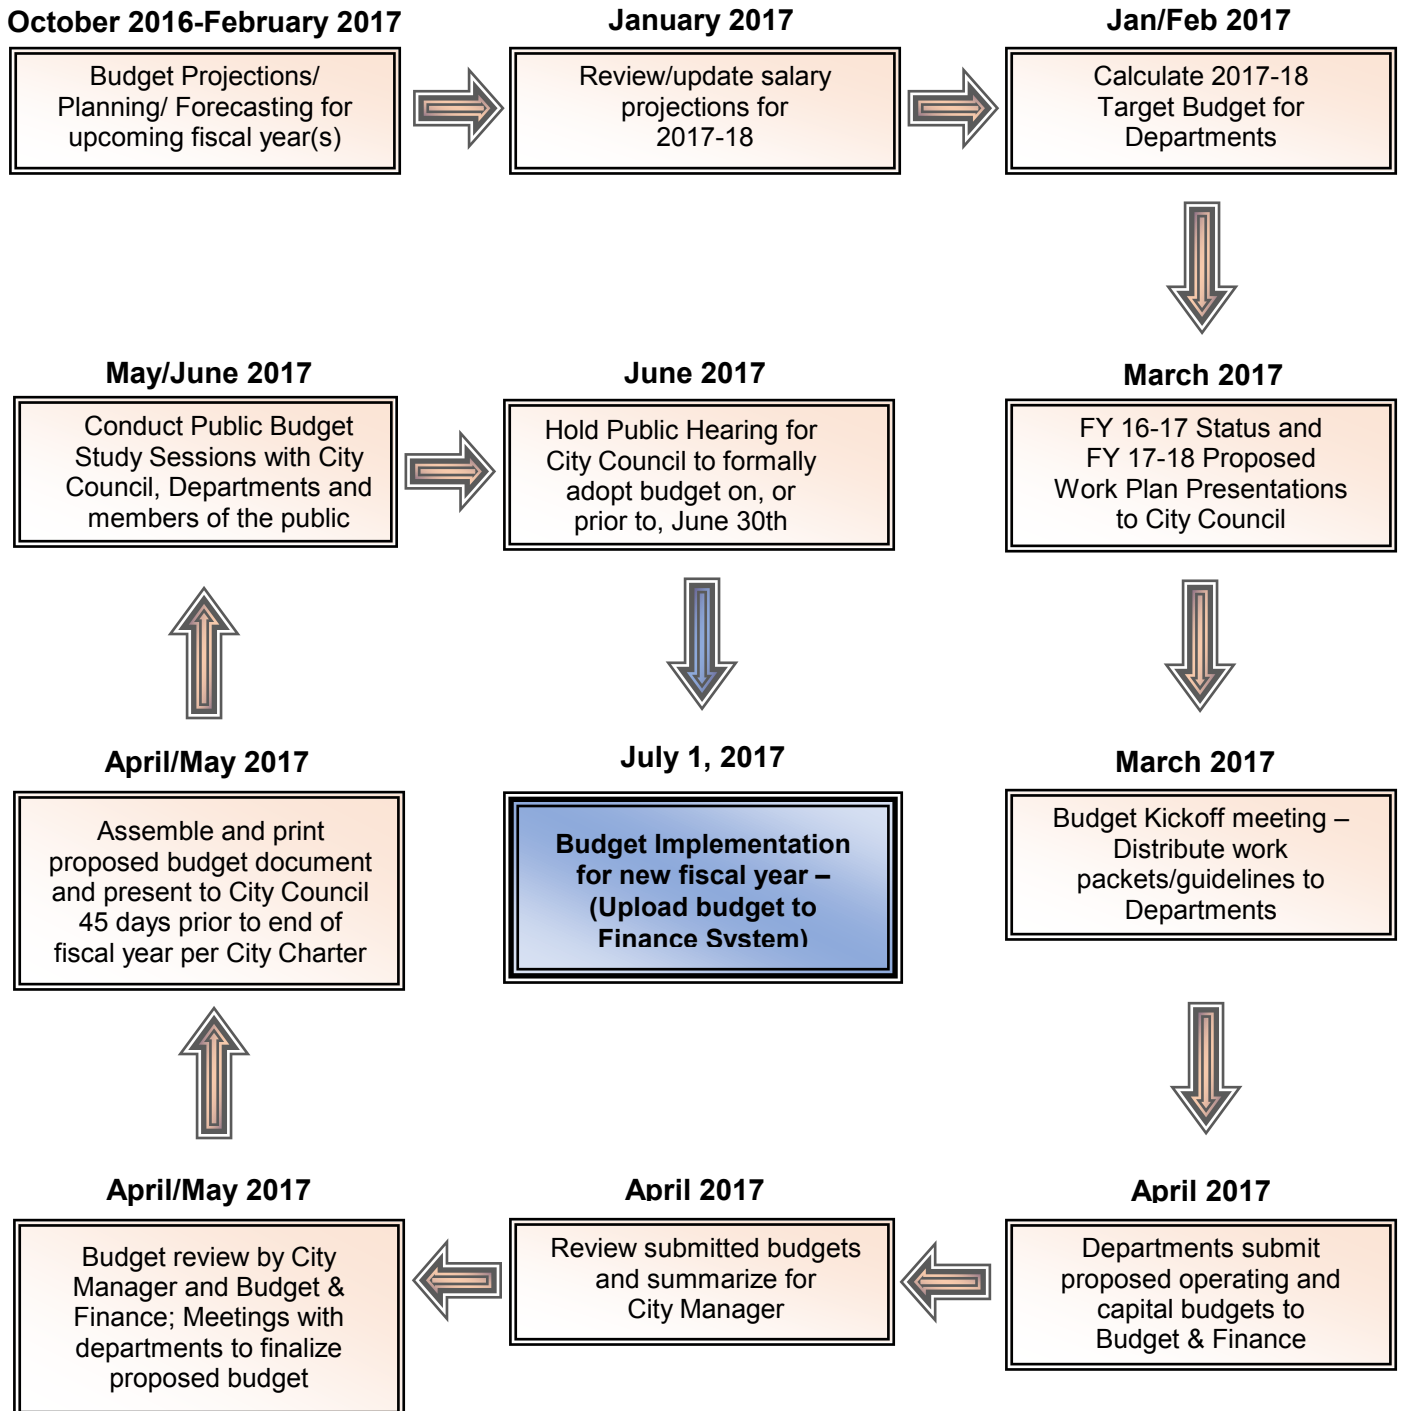 October 2016-February 2017
Budget Projections/
Planning/ Forecasting for
upcoming fiscal year(s)
January 2017
Review/update salary
projections for
2017-18
Jan/Feb 2017
Calculate 2017-18
Target Budget for
Departments
March 2017
FY 16-17 Status and
FY 17-18 Proposed
Work Plan Presentations
to City Council
March 2017
Budget Kickoff meeting –
Distribute work
packets/guidelines to
Departments
April 2017
Departments submit
proposed operating and
capital budgets to
Budget & Finance
April 2017
Review submitted budgets
and summarize for
City Manager
April/May 2017
Budget review by City
Manager and Budget &
Finance; Meetings with
departments to finalize
proposed budget
April/May 2017
Assemble and print
proposed budget document
and present to City Council
45 days prior to end of
fiscal year per City Charter
May/June 2017
Conduct Public Budget
Study Sessions with City
Council, Departments and
members of the public
June 2017
Hold Public Hearing for
City Council to formally
adopt budget on, or
prior to, June 30th
July 1, 2017
Budget Implementation
for new fiscal year –
(Upload budget to
Finance System)